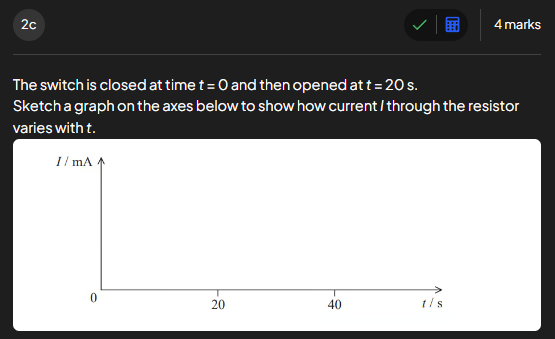 2c
4 marks
The switch is closed at time t = 0 and then opened at t = 20 s.
Sketch a graph on the axes below to show how current I through the resistor
varies with t.
I / mA
0
20
40
t / s